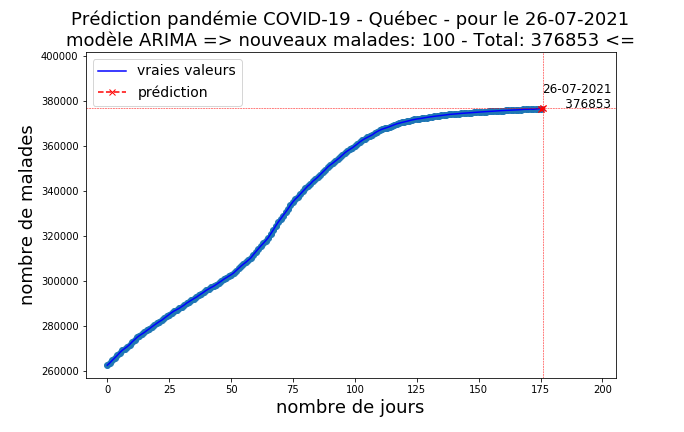 Prédiction pandémie COVID-19 - Québec - pour le 26-07-2021
modèle ARIMA => nouveaux malades: 100 - Total: 376853 <=
vraies valeurs
prédiction
26-07-2021
376853
nombre de malades
400000
380000
360000
340000
320000
300000
280000
260000
0 25 50 75 100 125 150 175 200
nombre de jours